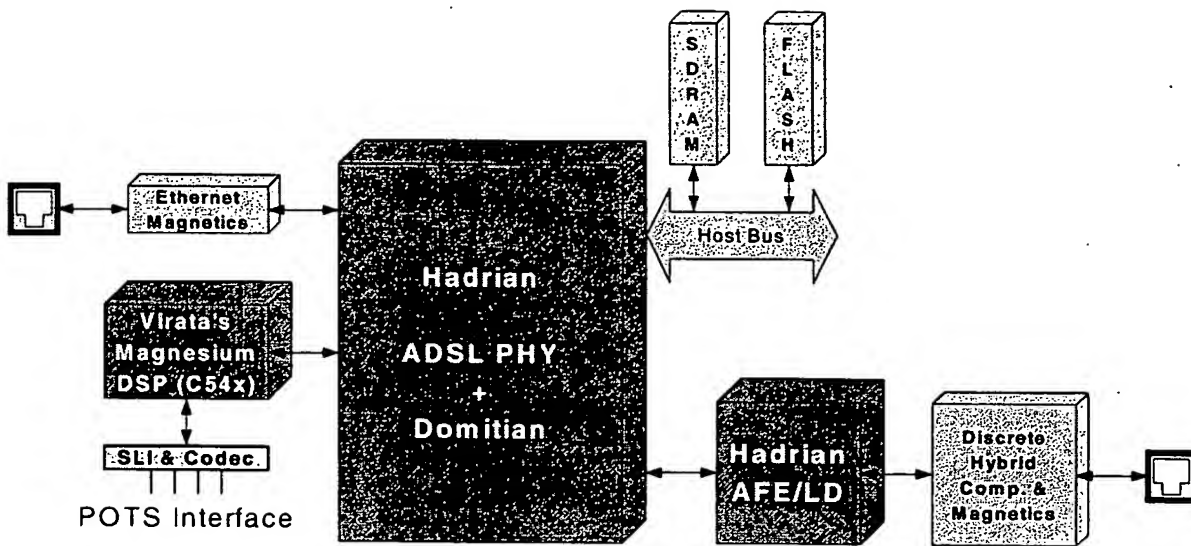 S
D
R
A
M
F
L
A
S
H
Ethernet
Magnetics
Host Bus
Hadrian
ADSL PHY
+
Domitian
Virata's
Magnesium
DSP (C54x)
SLI & Codec
POTS Interface
Hadrian
AFE/LD
Discrete
Hybrid
Comp. &
Magnetics